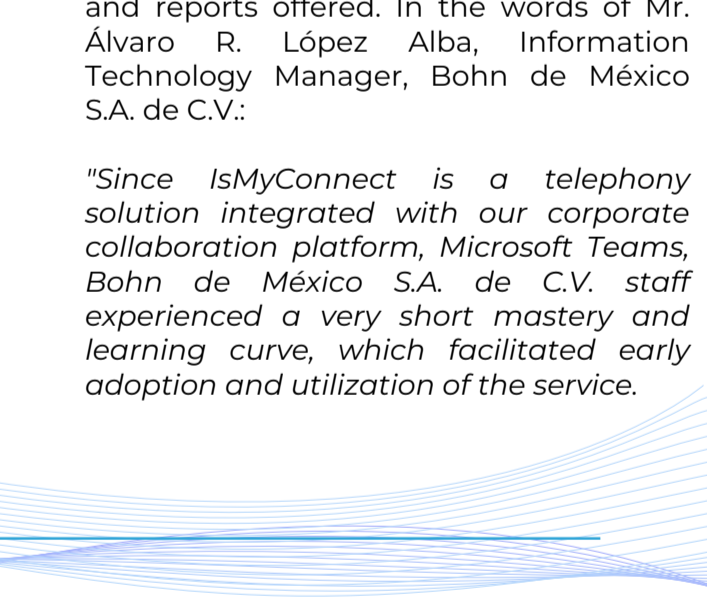 and reports offered. In the words of Mr.
Álvaro R. López Alba, Information
Technology Manager, Bohn de México
S.A. de C.V.:
"Since IsMyConnect is a telephony
solution integrated with our corporate
collaboration platform, Microsoft Teams,
Bohn de México S.A. de C.V. staff
experienced a very short mastery and
learning curve, which facilitated early
adoption and utilization of the service.